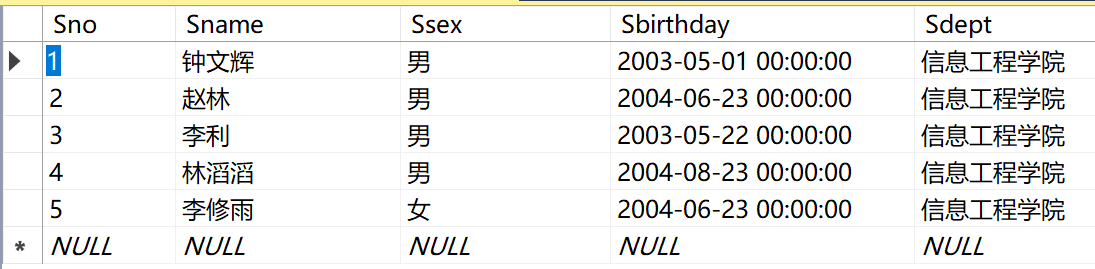 Sno Sname Ssex Sbirthday Sdept
1 钟文辉 男 2003-05-01 00:00:00 信息工程学院
2 赵林 男 2004-06-23 00:00:00 信息工程学院
3 李利 男 2003-05-22 00:00:00 信息工程学院
4 林滔滔 男 2004-08-23 00:00:00 信息工程学院
5 李修雨 女 2004-06-23 00:00:00 信息工程学院
* NULL NULL NULL NULL NULL